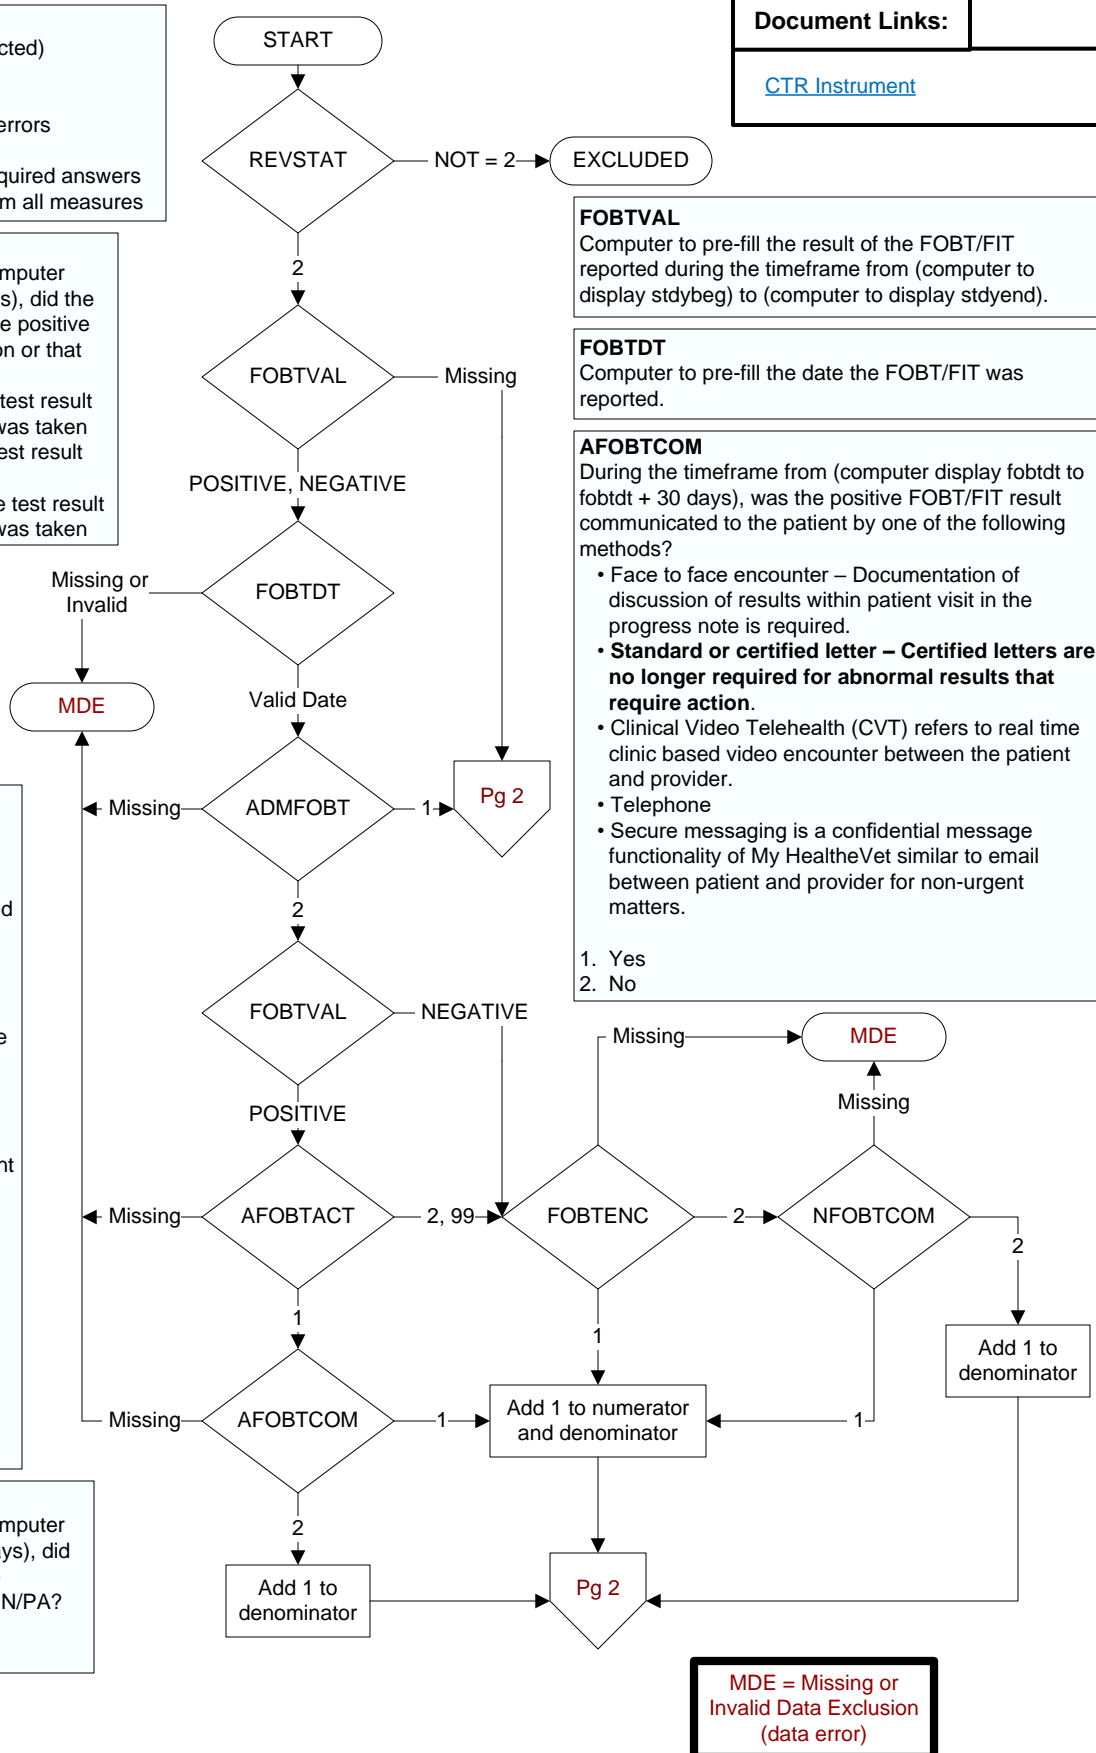 cted)
errors
quired answers
m all measures
mputer
s), did the
e positive
on or that
test result
was taken
est result
e test result
was taken
START
REVSTAT
NOT = 2
EXCLUDED
2
FOBTVAL
Missing
POSITIVE, NEGATIVE
FOBTDT
Missing or
Invalid
MDE
Valid Date
ADMFOBT
Missing
1
Pg 2
2
FOBTVAL
NEGATIVE
POSITIVE
AFOBTACT
Missing
2, 99
1
AFOBTCOM
Missing
1
2
Add 1 to
denominator
Document Links:
CTR Instrument
FOBTVAL
Computer to pre-fill the result of the FOBT/FIT
reported during the timeframe from (computer to
display stdybeg) to (computer to display stdyend).
FOBTDT
Computer to pre-fill the date the FOBT/FIT was
reported.
AFOBTCOM
During the timeframe from (computer display fobtdt to
fobtdt + 30 days), was the positive FOBT/FIT result
communicated to the patient by one of the following
methods?
• Face to face encounter – Documentation of
discussion of results within patient visit in the
progress note is required.
• Standard or certified letter – Certified letters are
no longer required for abnormal results that
require action.
• Clinical Video Telehealth (CVT) refers to real time
clinic based video encounter between the patient
and provider.
• Telephone
• Secure messaging is a confidential message
functionality of My HealtheVet similar to email
between patient and provider for non-urgent
matters.
1. Yes
2. No
Missing
MDE
Missing
FOBTENC
2
NFOBTCOM
2
1
1
Add 1 to numerator
and denominator
Add 1 to
denominator
Pg 2
d
e
nt
mputer
ays), did
N/PA?
MDE = Missing or
Invalid Data Exclusion
(data error)